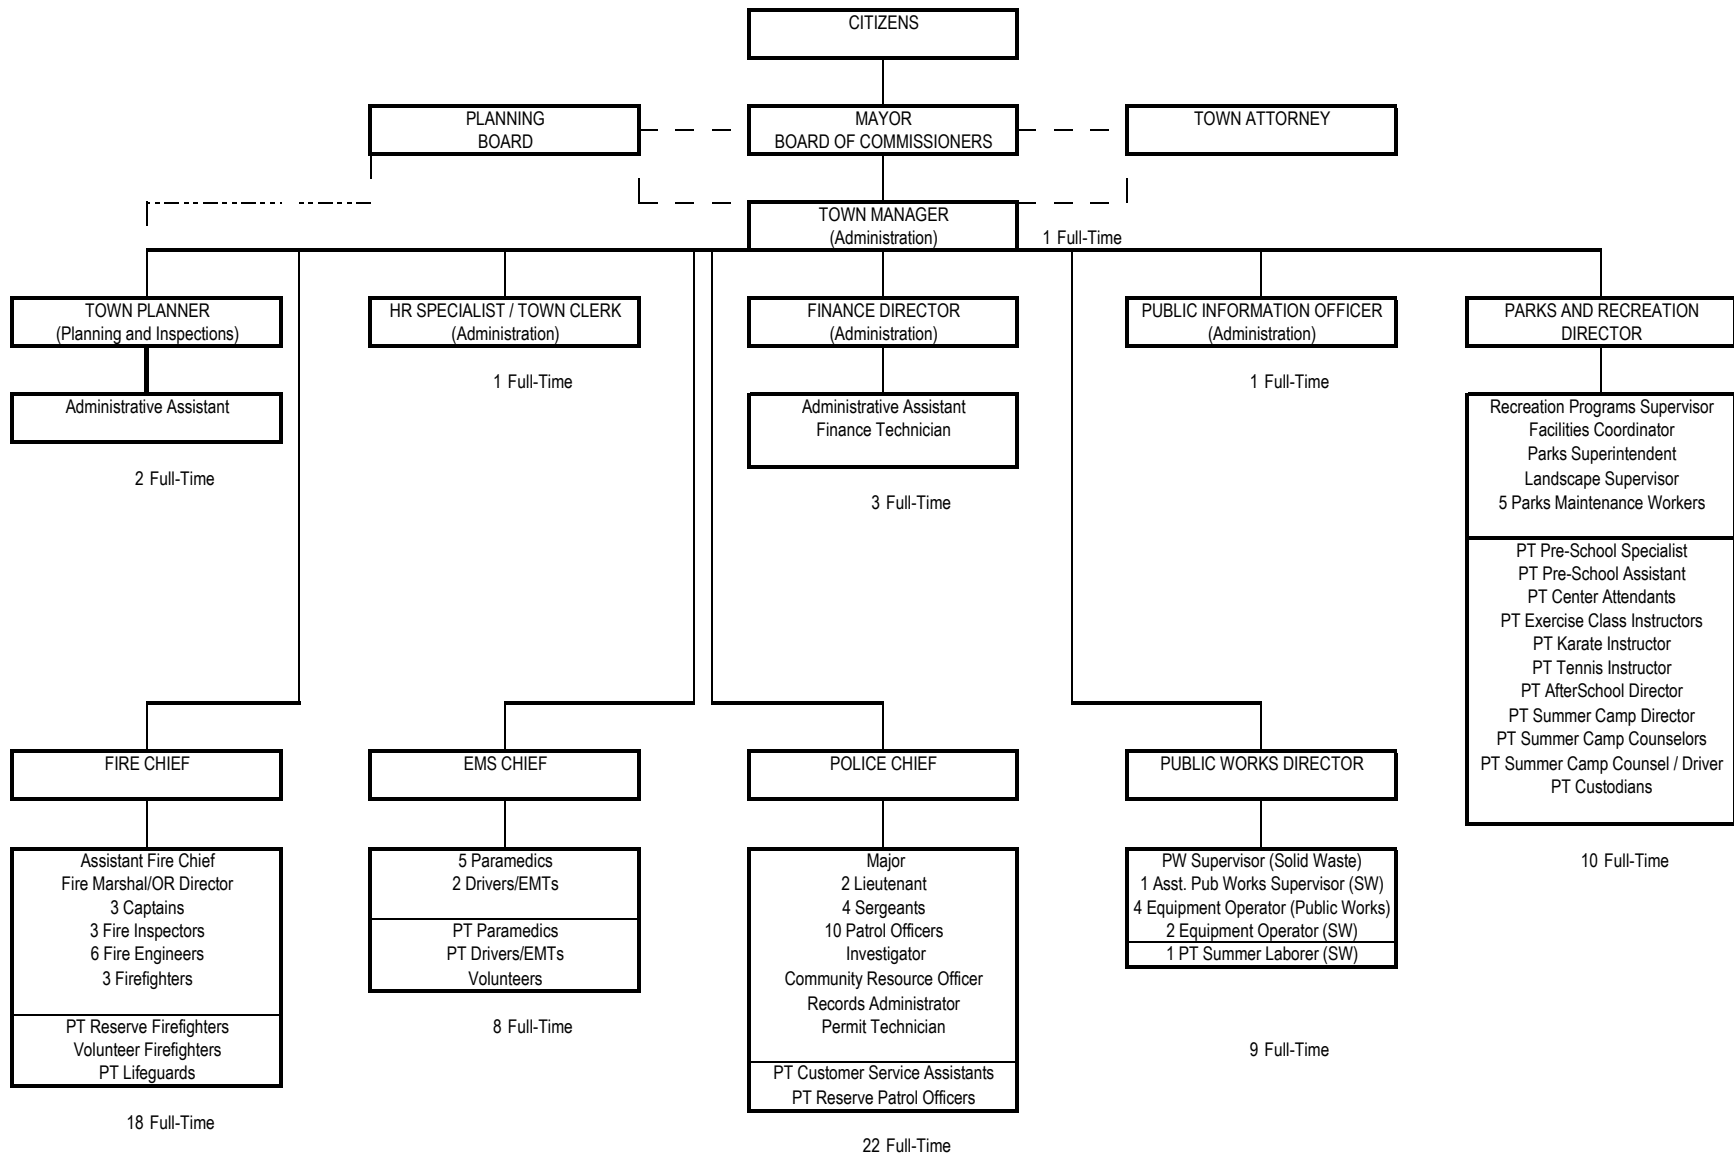 CITIZENS
PLANNING
BOARD
MAYOR
BOARD OF COMMISSIONERS
TOWN ATTORNEY
TOWN MANAGER
(Administration)
1 Full-Time
TOWN PLANNER
(Planning and Inspections)
HR SPECIALIST / TOWN CLERK
(Administration)
FINANCE DIRECTOR
(Administration)
PUBLIC INFORMATION OFFICER
(Administration)
PARKS AND RECREATION
DIRECTOR
Administrative Assistant
2 Full-Time
1 Full-Time
Administrative Assistant
Finance Technician
3 Full-Time
1 Full-Time
Recreation Programs Supervisor
Facilities Coordinator
Parks Superintendent
Landscape Supervisor
5 Parks Maintenance Workers
PT Pre-School Specialist
PT Pre-School Assistant
PT Center Attendants
PT Exercise Class Instructors
PT Karate Instructor
PT Tennis Instructor
PT AfterSchool Director
PT Summer Camp Director
PT Summer Camp Counselors
PT Summer Camp Counsel / Driver
PT Custodians
10 Full-Time
FIRE CHIEF
Assistant Fire Chief
Fire Marshal/OR Director
3 Captains
3 Fire Inspectors
6 Fire Engineers
3 Firefighters
PT Reserve Firefighters
Volunteer Firefighters
PT Lifeguards
18 Full-Time
EMS CHIEF
5 Paramedics
2 Drivers/EMTs
PT Paramedics
PT Drivers/EMTs
Volunteers
8 Full-Time
POLICE CHIEF
Major
2 Lieutenant
4 Sergeants
10 Patrol Officers
Investigator
Community Resource Officer
Records Administrator
Permit Technician
PT Customer Service Assistants
PT Reserve Patrol Officers
22 Full-Time
PUBLIC WORKS DIRECTOR
PW Supervisor (Solid Waste)
1 Asst. Pub Works Supervisor (SW)
4 Equipment Operator (Public Works)
2 Equipment Operator (SW)
1 PT Summer Laborer (SW)
9 Full-Time